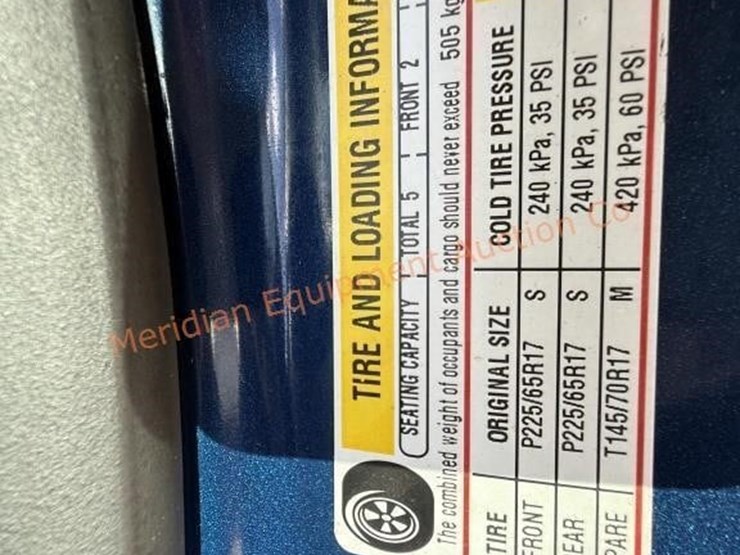 TIRE AND LOADING INFORMA
SEATING CAPACITY TOTAL 5 FRONT 2
The combined weight of occupants and cargo should never exceed 505 kg
TIRE ORIGINAL SIZE COLD TIRE PRESSURE
FRONT P225/65R17 S 240 kPa, 35 PSI
EAR P225/65R17 S 240 kPa, 35 PSI
PARE T145/70R17 M 420 kPa, 60 PSI
Meridian Equipment Auction Co